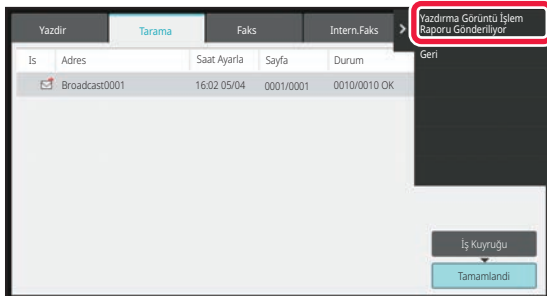 Yazdir
Tarama
Faks
Intern.Faks
Yazdırma Görüntü İşlem
Raporu Gönderiliyor
Geri
Is
Adres
Saat Ayarla
Sayfa
Durum
Broadcast0001
16:02 05/04
0001/0001
0010/0010 OK
İş Kuyruğu
Tamamlandi